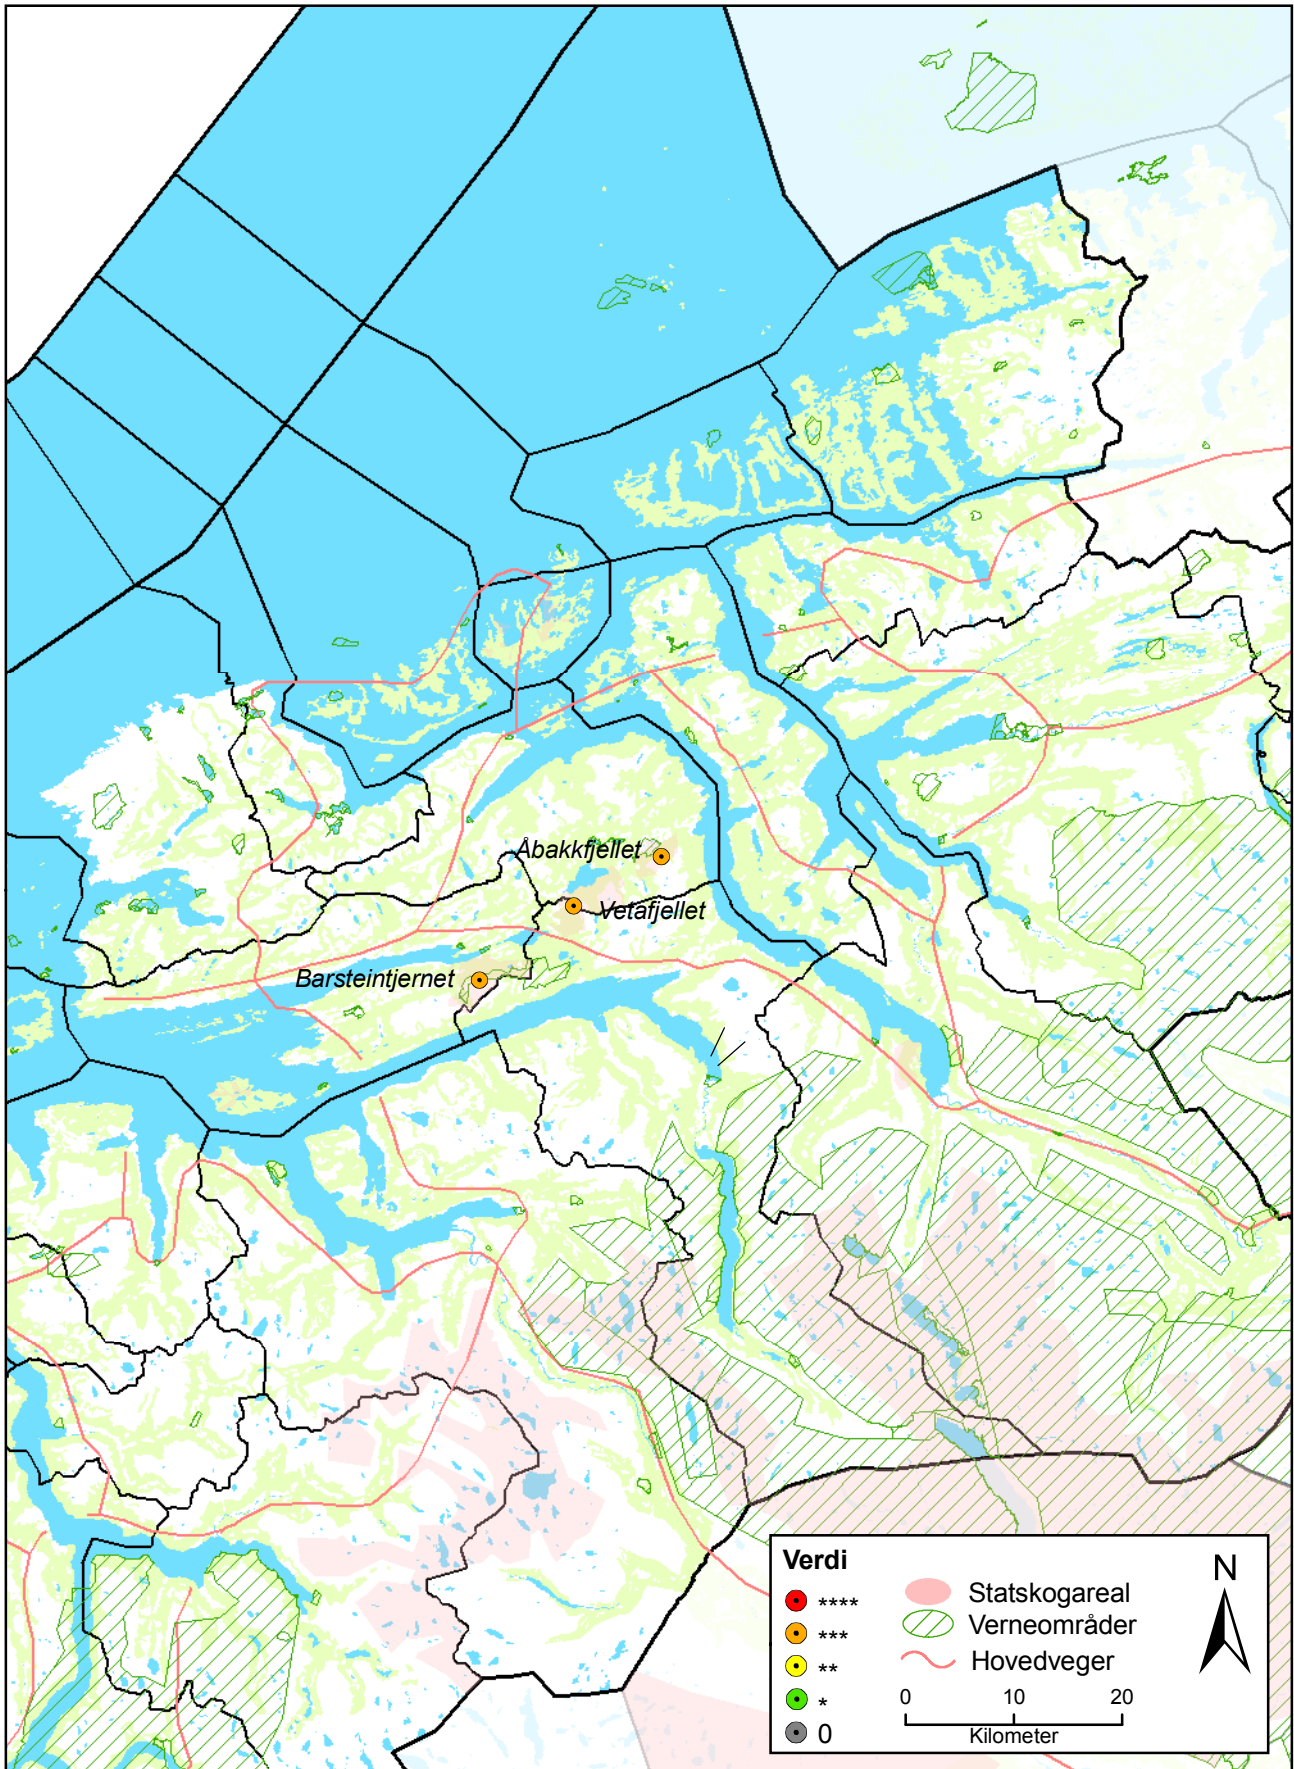 Åbakkfjellet
Vetafjellet
Barsteintjernet
Verdi
****
***
**
*
0
Statskogareal
Verneområder
Hovedveger
N
0 10 20
Kilometer